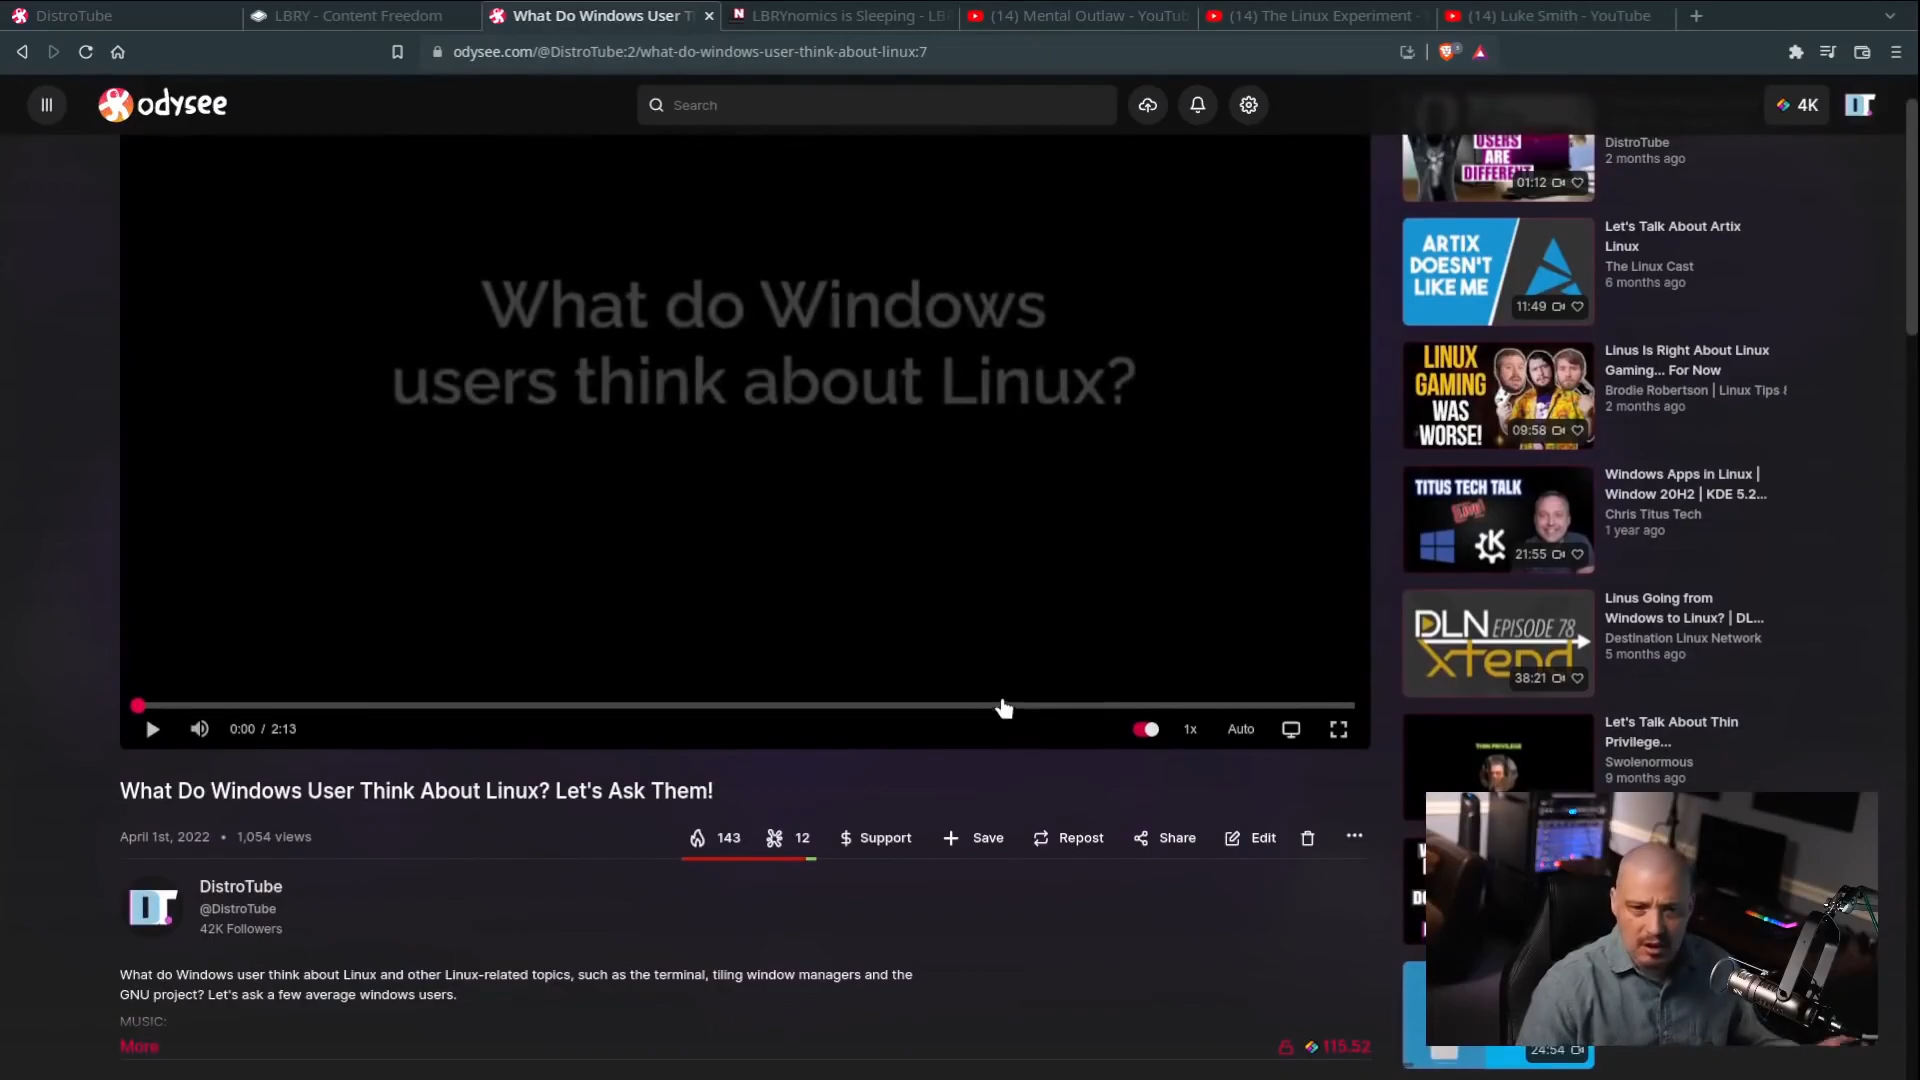 DistroTube
LBRY - Content Freedom
What Do Windows User T
LBRYnomics is Sleeping - LB
(14) Mental Outlaw - YouTub
(14) The Linux Experiment -
(14) Luke Smith - YouTube
odysee.com/@DistroTube:2/what-do-windows-user-think-about-linux:7
odysee
Search
4K
What do Windows
users think about Linux?
0:00 / 2:13
1x
Auto
What Do Windows User Think About Linux? Let's Ask Them!
April 1st, 2022 • 1,054 views
143
12
Support
Save
Repost
Share
Edit
DT
DistroTube
@DistroTube
42K Followers
What do Windows user think about Linux and other Linux-related topics, such as the terminal, tiling window managers and the
GNU project? Let's ask a few average windows users.
MUSIC:
More
115.52
USERS
ARE
DIFFERENT
01:12
DistroTube
2 months ago
ARTIX
DOESN'T
LIKE ME
11:49
Let's Talk About Artix
Linux
The Linux Cast
6 months ago
LINUX
GAMING
WAS
WORSE!
09:58
Linus Is Right About Linux
Gaming... For Now
Brodie Robertson | Linux Tips &
2 months ago
TITUS TECH TALK
21:55
Windows Apps in Linux |
Window 20H2 | KDE 5.2...
Chris Titus Tech
1 year ago
DLN EPISODE 78
Xtend
38:21
Linus Going from
Windows to Linux? | DL...
Destination Linux Network
5 months ago
THIN PRIVILEGE
Let's Talk About Thin
Privilege...
Swolenormous
9 months ago
24:54